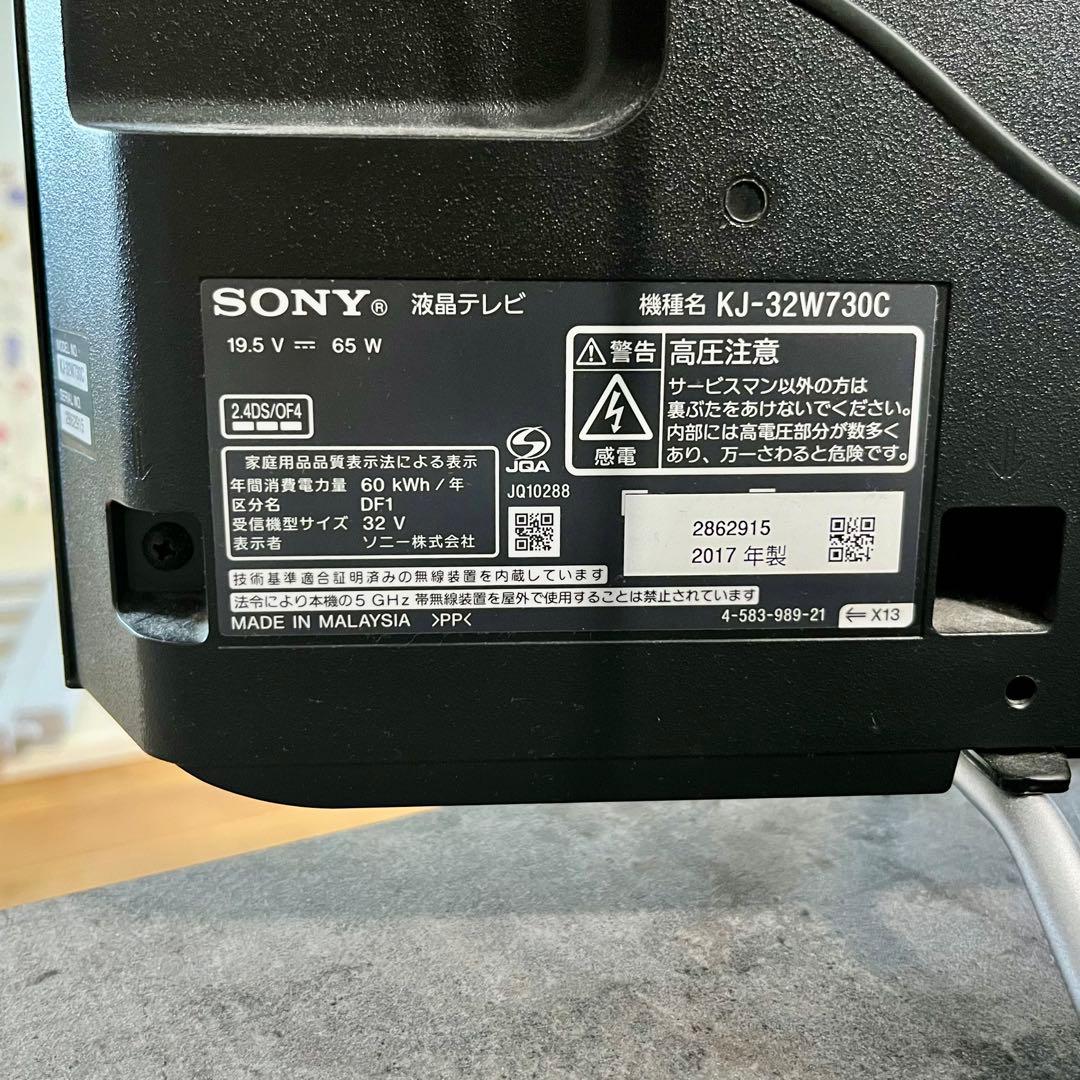 SONY® 液晶テレビ 機種名 KJ-32W730C
19.5 V ⎓ 65 W
⚠警告 高圧注意
サービスマン以外の方は
裏ぶたをあけないでください。
内部には高電圧部分が数多く
あり、万一さわると危険です。
感電
2.4DS/OF4
JQA
JQ10288
家庭用品品質表示法による表示
年間消費電力量 60 kWh / 年
区分名 DF1
受信機型サイズ 32 V
表示者 ソニー株式会社
2862915
2017 年製
技術基準適合証明済みの無線装置を内蔵しています
法令により本機の5 GHz 帯無線装置を屋外で使用することは禁止されています
MADE IN MALAYSIA >PP< 4-583-989-21 ⇐ X13
MODEL NO.
KJ-32W730C
SERIAL NO.
2862915